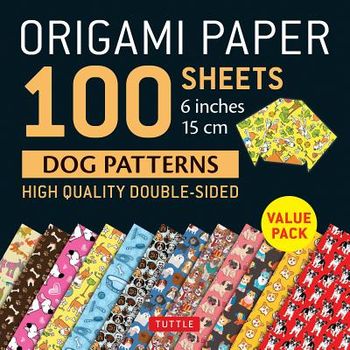 ORIGAMI PAPER
100 SHEETS
6 inches
15 cm
DOG PATTERNS
HIGH QUALITY DOUBLE-SIDED
VALUE
PACK
TUTTLE